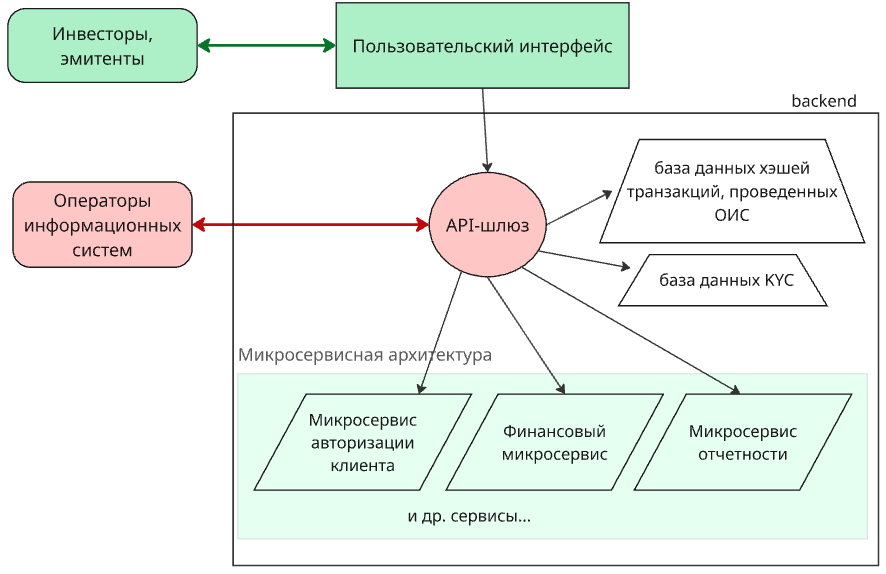 Инвесторы,
эмитенты
Пользовательский интерфейс
backend
Операторы
информационных
систем
API-шлюз
база данных хэшей
транзакций, проведенных
ОИС
база данных KYC
Микросервисная архитектура
Микросервис
авторизации
клиента
Финансовый
микросервис
Микросервис
отчетности
и др. сервисы...